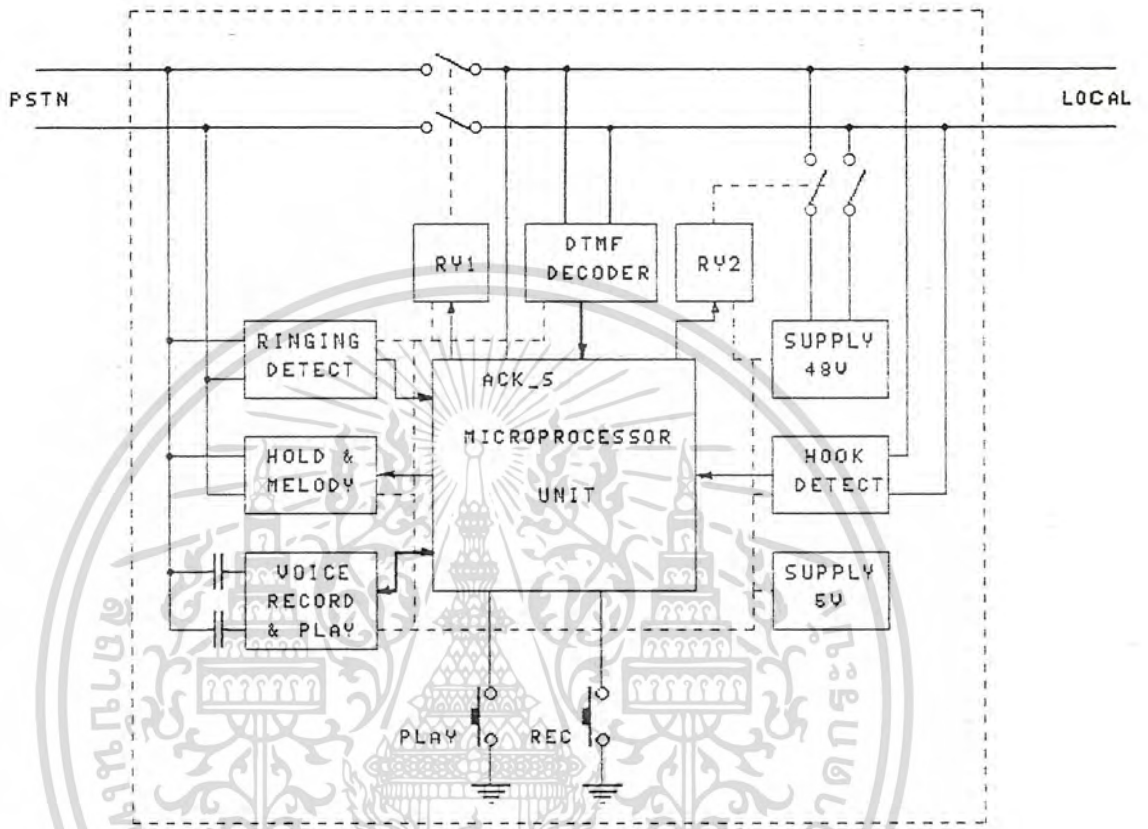 PSTN
LOCAL
RY1
DTMF
DECODER
RY2
RINGING
DETECT
SUPPLY
48V
ACK_S
MICROPROCESSOR
UNIT
HOLD &
MELODY
HOOK
DETECT
VOICE
RECORD
& PLAY
SUPPLY
5V
PLAY
REC